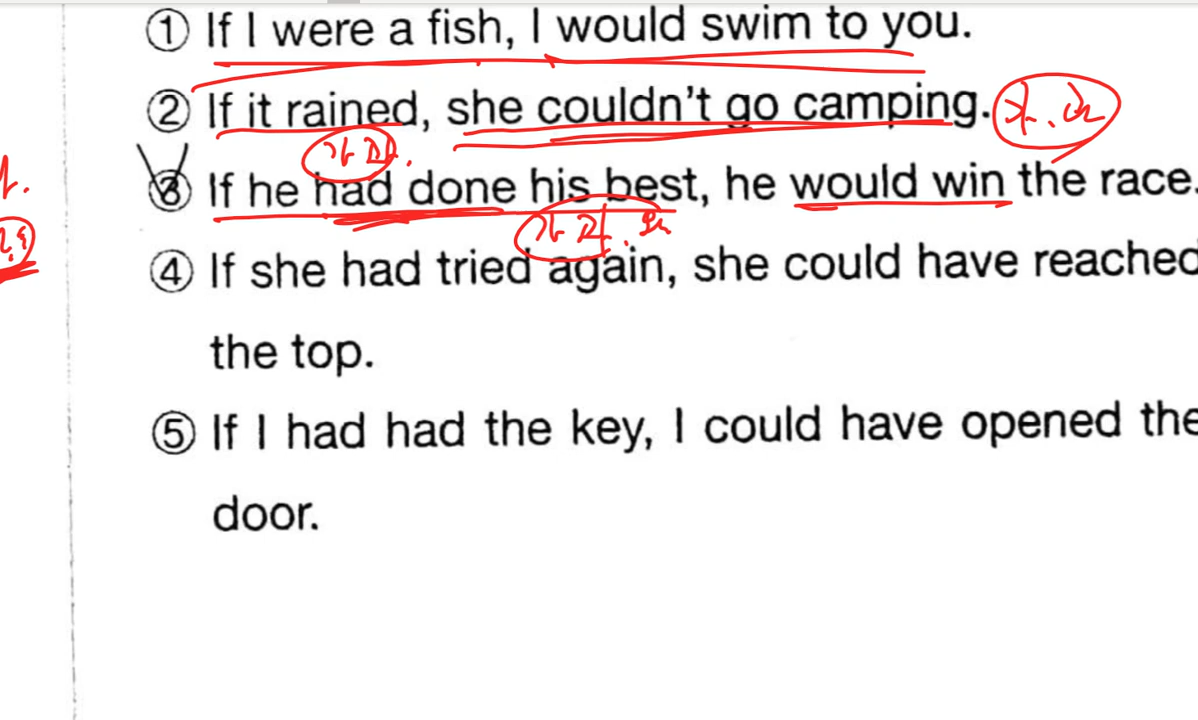 ① If I were a fish, I would swim to you.
② If it rained, she couldn't go camping.
③ If he had done his best, he would win the race.
④ If she had tried again, she could have reached
the top.
⑤ If I had had the key, I could have opened the
door.